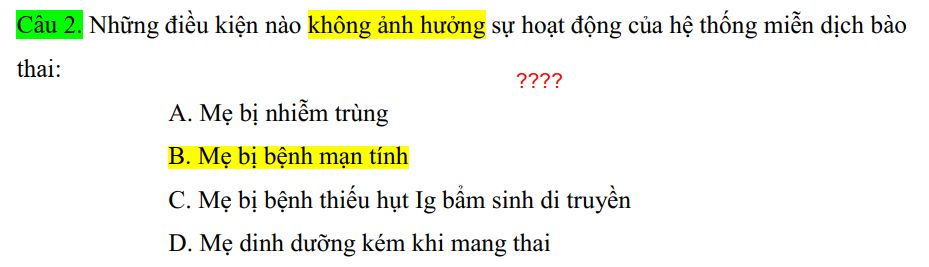 Câu 2. Những điều kiện nào không ảnh hưởng sự hoạt động của hệ thống miễn dịch bào
thai:
????
A. Mẹ bị nhiễm trùng
B. Mẹ bị bệnh mạn tính
C. Mẹ bị bệnh thiếu hụt Ig bẩm sinh di truyền
D. Mẹ dinh dưỡng kém khi mang thai